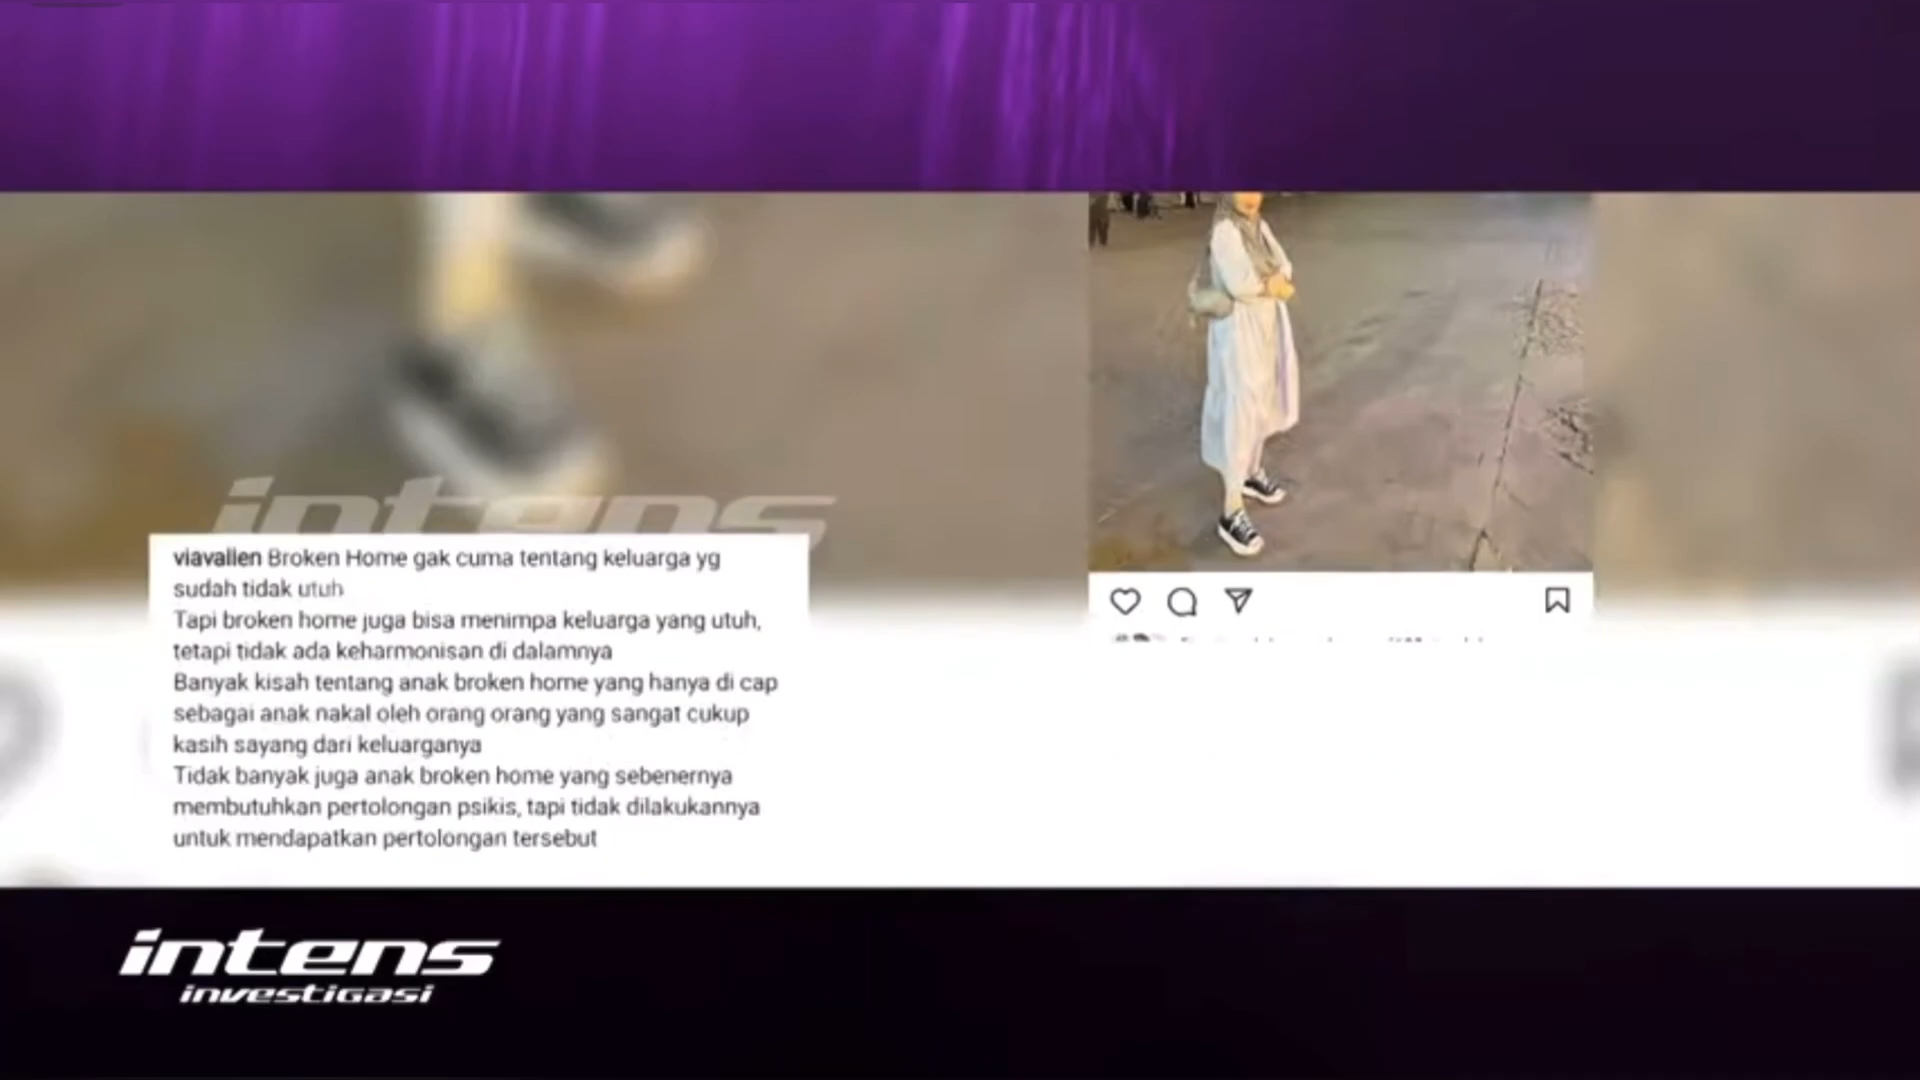 intens
viavallen Broken Home gak cuma tentang keluarga yg
sudah tidak utuh
Tapi broken home juga bisa menimpa keluarga yang utuh,
tetapi tidak ada keharmonisan di dalamnya
Banyak kisah tentang anak broken home yang hanya di cap
sebagai anak nakal oleh orang orang yang sangat cukup
kasih sayang dari keluarganya
Tidak banyak juga anak broken home yang sebenernya
membutuhkan pertolongan psikis, tapi tidak dilakukannya
untuk mendapatkan pertolongan tersebut
intens
investigasi